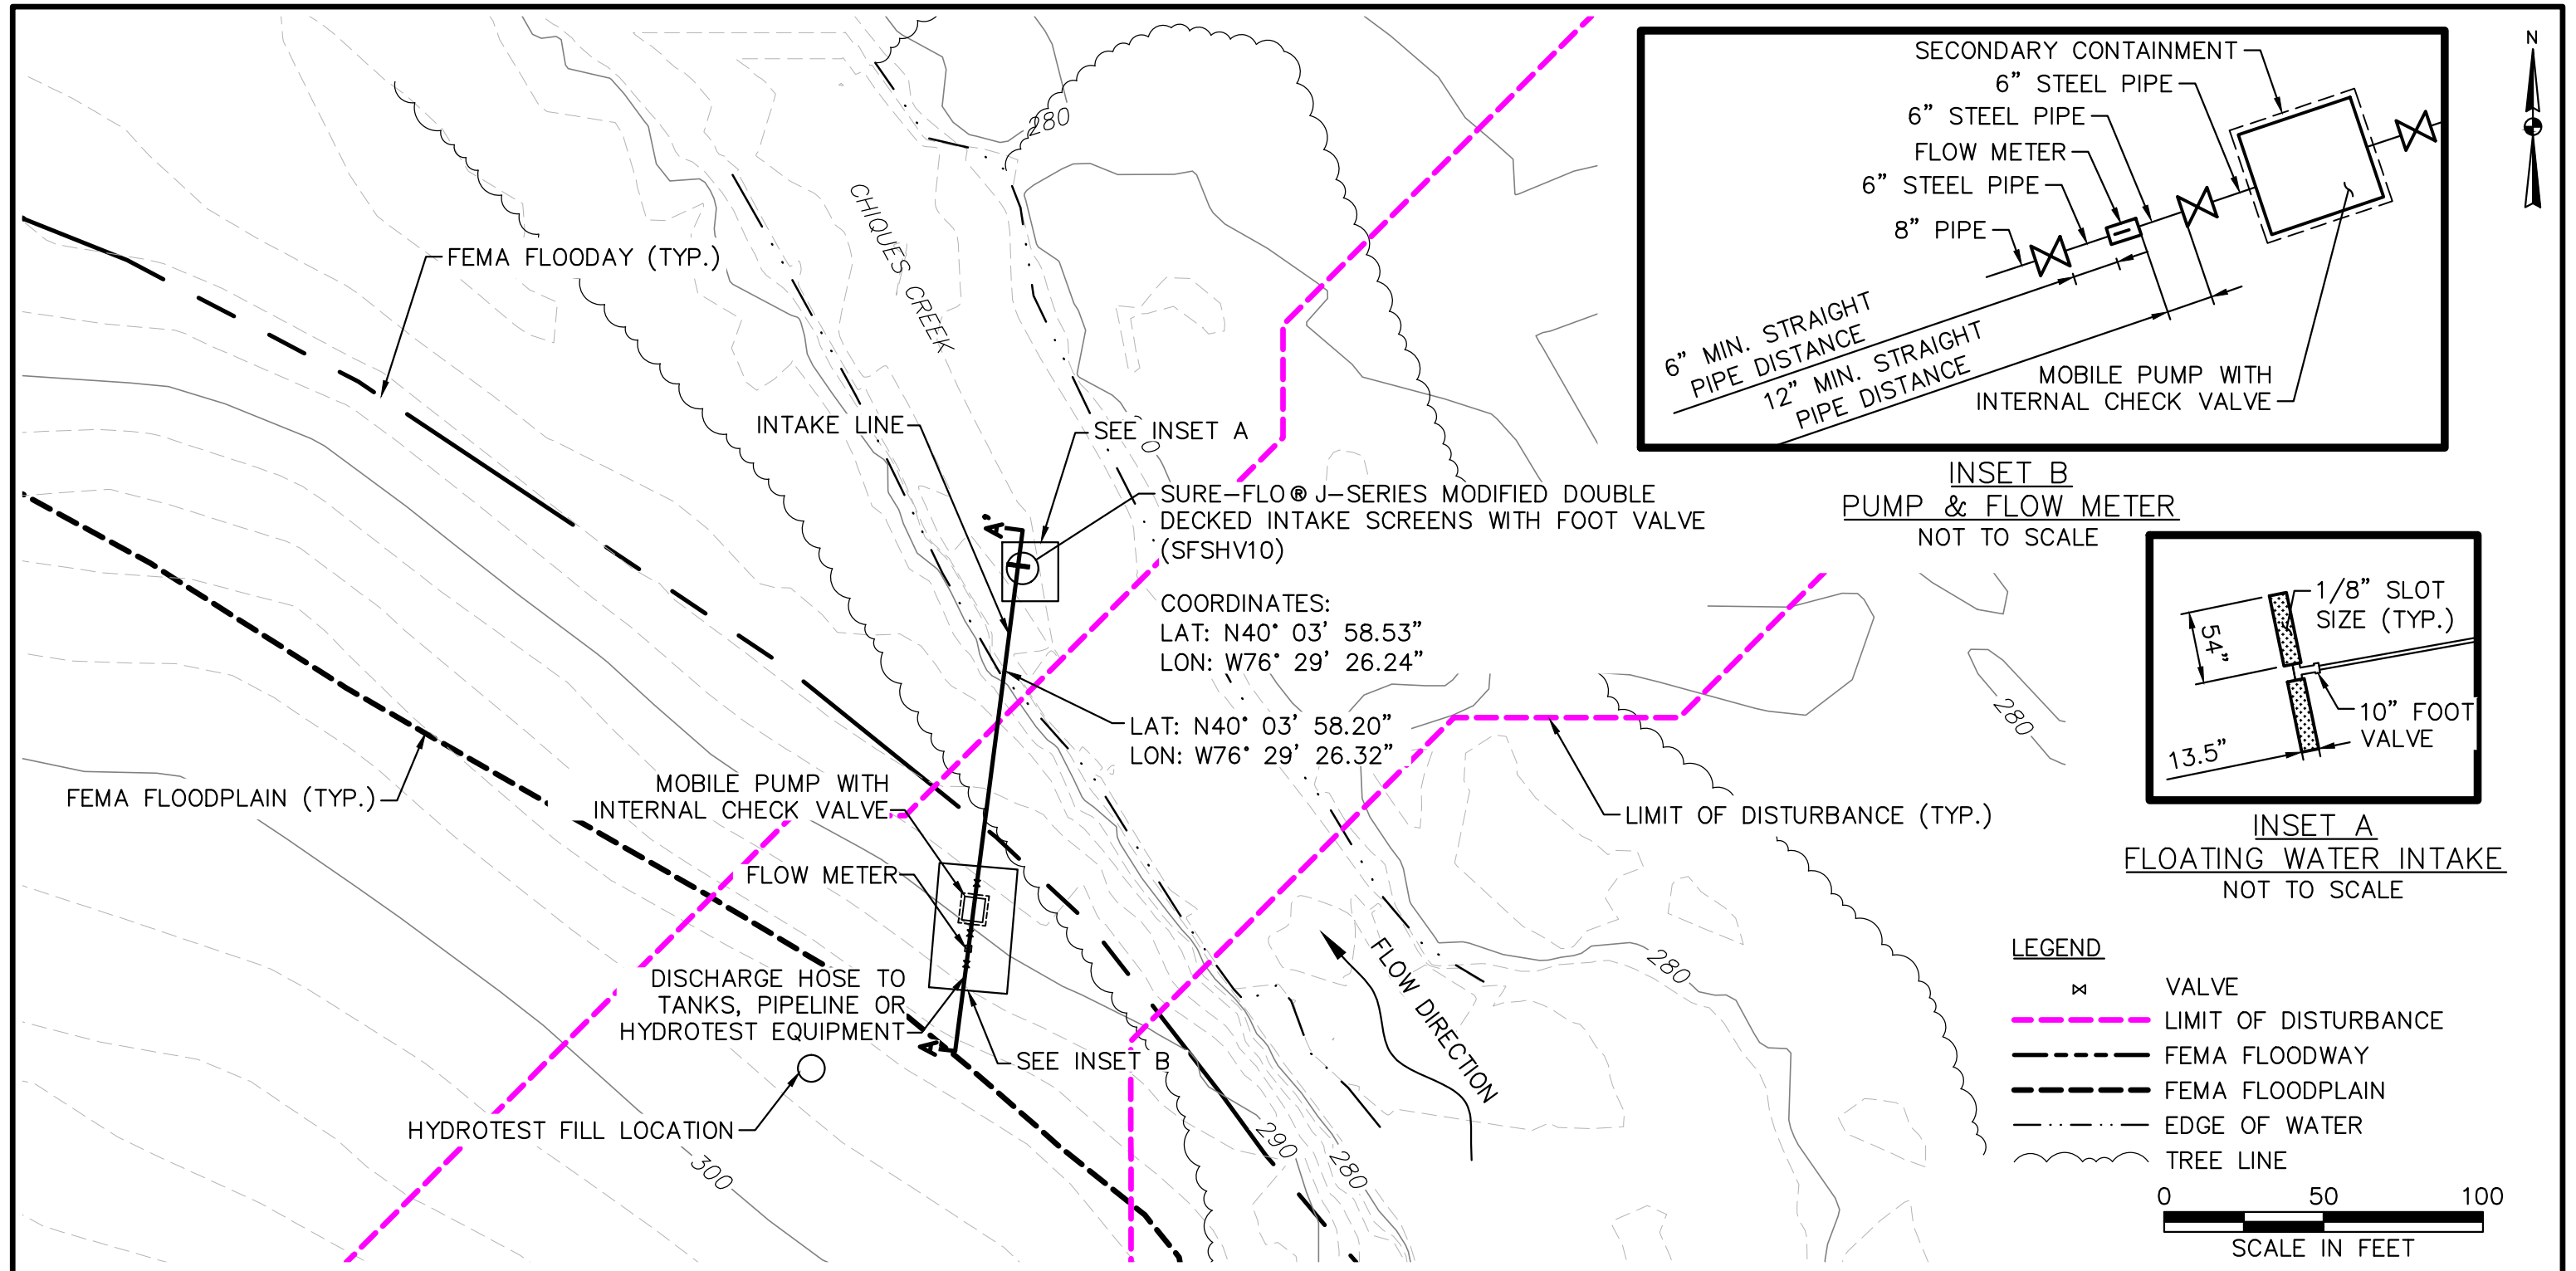 280
CHIQUES CREEK
FEMA FLOODAY (TYP.)
INTAKE LINE
SEE INSET A
0
SURE-FLO® J-SERIES MODIFIED DOUBLE
DECKED INTAKE SCREENS WITH FOOT VALVE
(SFSHV10)
A'
COORDINATES:
LAT: N40° 03' 58.53"
LON: W76° 29' 26.24"
LAT: N40° 03' 58.20"
LON: W76° 29' 26.32"
FEMA FLOODPLAIN (TYP.)
MOBILE PUMP WITH
INTERNAL CHECK VALVE
FLOW METER
DISCHARGE HOSE TO
TANKS, PIPELINE OR
HYDROTEST EQUIPMENT
A
SEE INSET B
HYDROTEST FILL LOCATION
300
290
280
FLOW DIRECTION
280
LIMIT OF DISTURBANCE (TYP.)
280
SECONDARY CONTAINMENT
6" STEEL PIPE
6" STEEL PIPE
FLOW METER
6" STEEL PIPE
8" PIPE
6" MIN. STRAIGHT
PIPE DISTANCE
12" MIN. STRAIGHT
PIPE DISTANCE
MOBILE PUMP WITH
INTERNAL CHECK VALVE
INSET B
PUMP & FLOW METER
NOT TO SCALE
N
1/8" SLOT
SIZE (TYP.)
54"
10" FOOT
VALVE
13.5"
INSET A
FLOATING WATER INTAKE
NOT TO SCALE
LEGEND
VALVE
LIMIT OF DISTURBANCE
FEMA FLOODWAY
FEMA FLOODPLAIN
EDGE OF WATER
TREE LINE
0 50 100
SCALE IN FEET